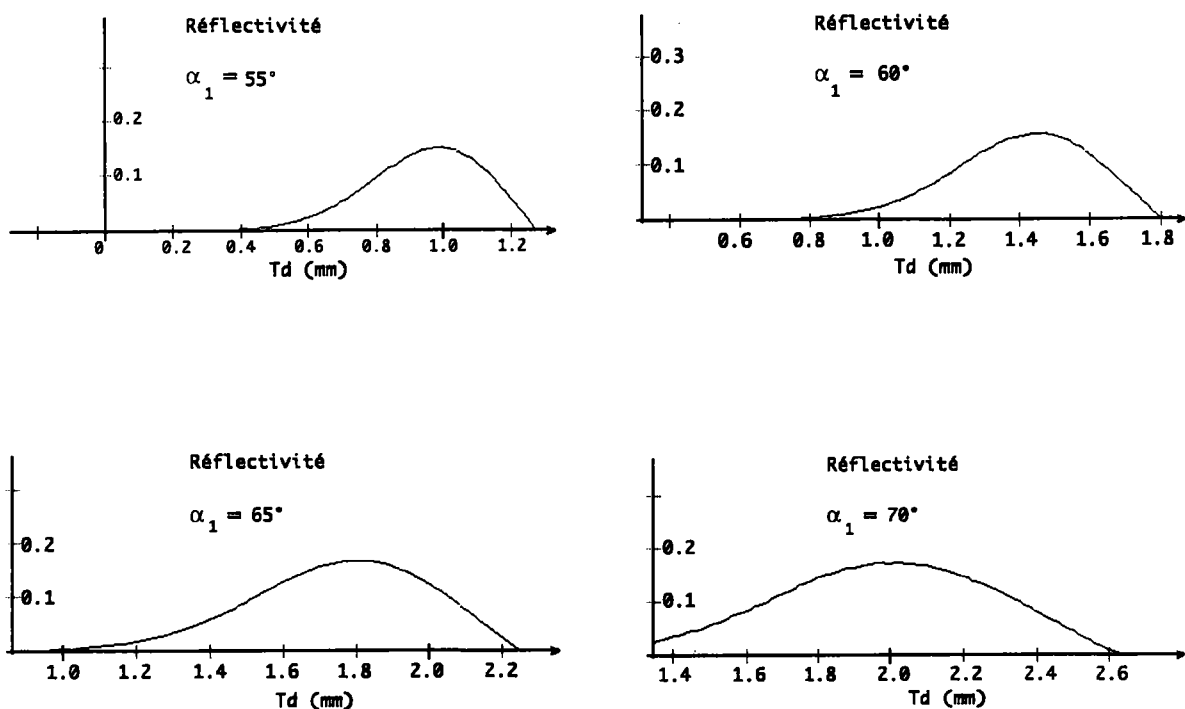 Réflectivité
α1 = 55°
0.2
0.1
0 0.2 0.4 0.6 0.8 1.0 1.2
Td (mm)
Réflectivité
α1 = 60°
0.3
0.2
0.1
0.6 0.8 1.0 1.2 1.4 1.6 1.8
Td (mm)
Réflectivité
α1 = 65°
0.2
0.1
1.0 1.2 1.4 1.6 1.8 2.0 2.2
Td (mm)
Réflectivité
α1 = 70°
0.2
0.1
1.4 1.6 1.8 2.0 2.2 2.4 2.6
Td (mm)